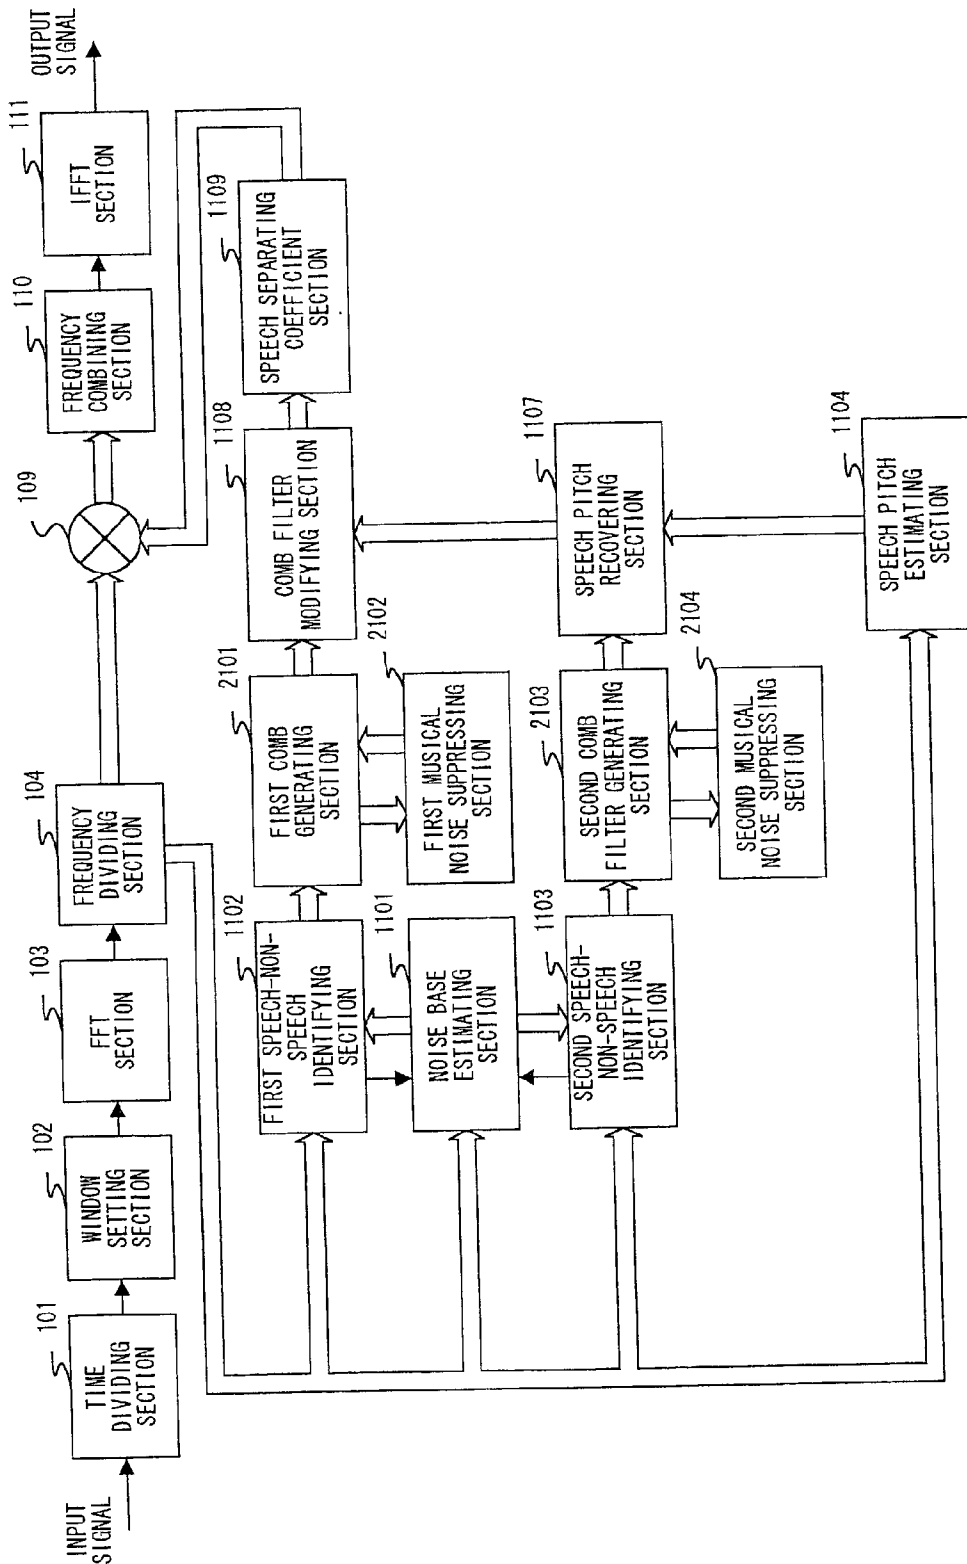 INPUT
SIGNAL
101
TIME
DIVIDING
SECTION
102
WINDOW
SETTING
SECTION
103
FFT
SECTION
104
FREQUENCY
DIVIDING
SECTION
109
110
FREQUENCY
COMBINING
SECTION
111
IFFT
SECTION
OUTPUT
SIGNAL
1102
FIRST SPEECH-NON-
SPEECH
IDENTIFYING
SECTION
2101
FIRST COMB
GENERATING
SECTION
1108
COMB FILTER
MODIFYING SECTION
1109
SPEECH SEPARATING
COEFFICIENT
SECTION
1101
NOISE BASE
ESTIMATING
SECTION
2102
FIRST MUSICAL
NOISE SUPPRESSING
SECTION
1103
SECOND SPEECH-
NON-SPEECH
IDENTIFYING
SECTION
2103
SECOND COMB
FILTER GENERATING
SECTION
1107
SPEECH PITCH
RECOVERING
SECTION
2104
SECOND MUSICAL
NOISE SUPPRESSING
SECTION
1104
SPEECH PITCH
ESTIMATING
SECTION